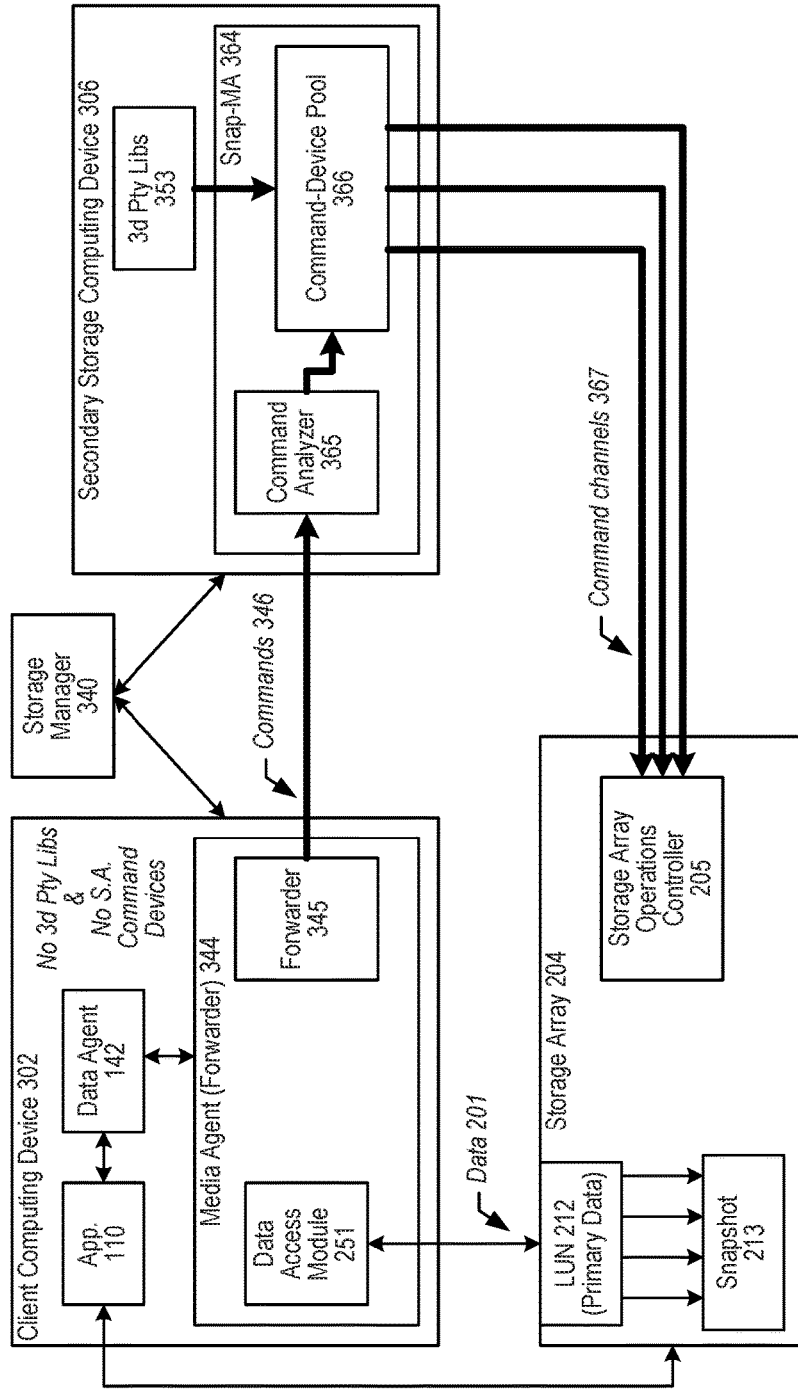 Client Computing Device 302
No 3d Pty Libs
&
No S.A.
Command
Devices
App.
110
Data Agent
142
Media Agent (Forwarder) 344
Data
Access
Module
251
Forwarder
345
Storage
Manager
340
Commands 346
Secondary Storage Computing Device 306
3d Pty Libs
353
Snap-MA 364
Command
Analyzer
365
Command-Device Pool
366
Data 201
Command channels 367
Storage Array 204
LUN 212
(Primary Data)
Snapshot
213
Storage Array
Operations
Controller
205